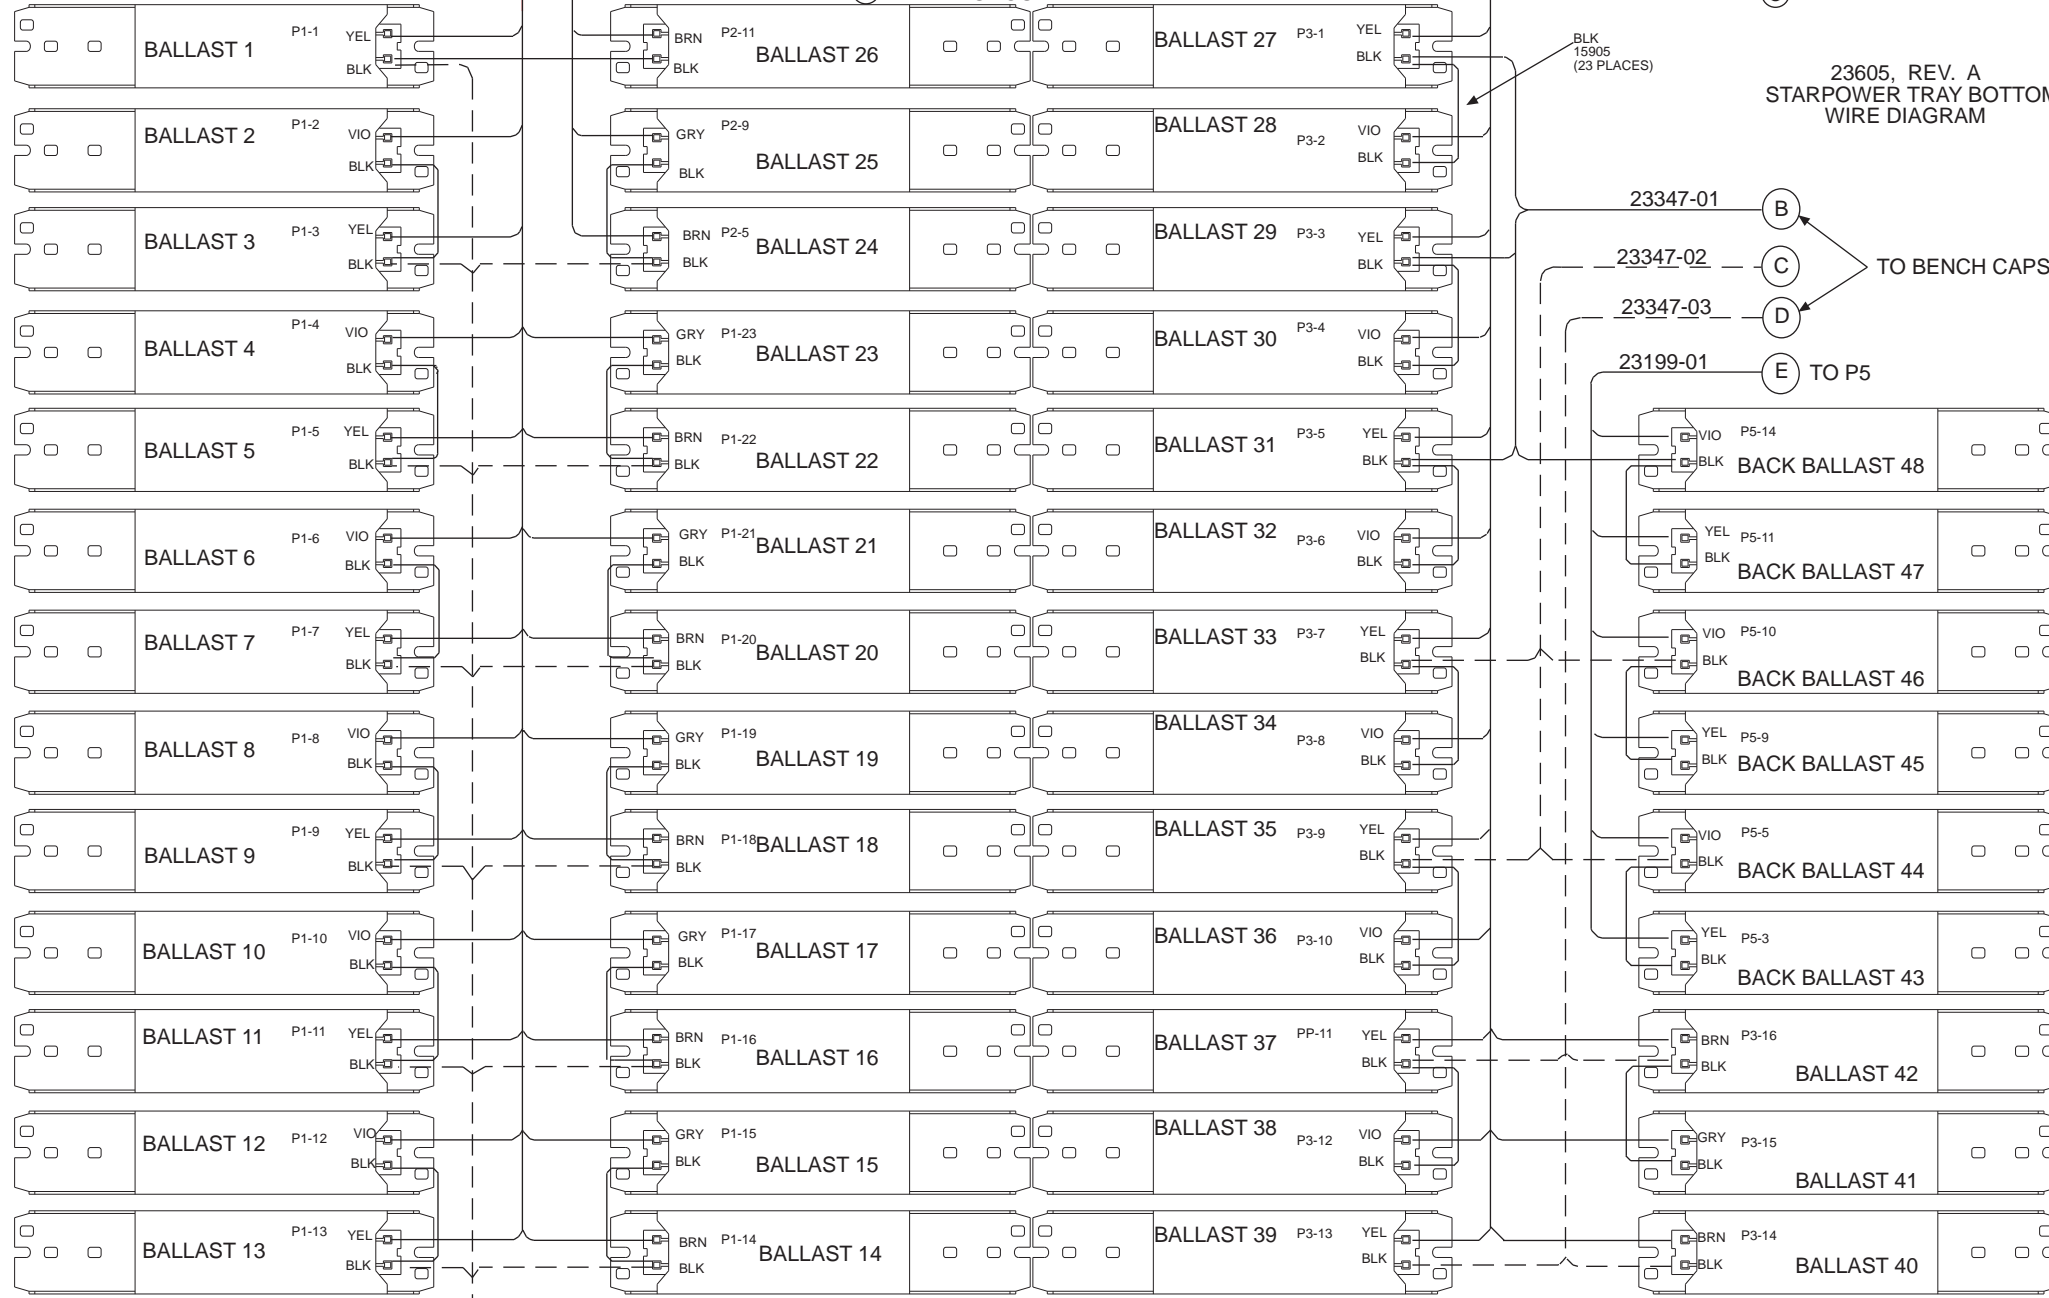 P1-1 YEL
BALLAST 1
BLK
BRN P2-11
BALLAST 26
BLK
BALLAST 27 P3-1 YEL
BLK
BLK
15905
(23 PLACES)
23605, REV. A
STARPOWER TRAY BOTTOM
WIRE DIAGRAM
BALLAST 2 P1-2 VIO
BLK
GRY P2-9
BALLAST 25
BLK
BALLAST 28 P3-2 VIO
BLK
23347-01 B
BALLAST 3 P1-3 YEL
BLK
BRN P2-5
BALLAST 24
BLK
BALLAST 29 P3-3 YEL
BLK
23347-02 C
TO BENCH CAPS
23347-03 D
BALLAST 4 P1-4 VIO
BLK
GRY P1-23
BALLAST 23
BLK
BALLAST 30 P3-4 VIO
BLK
23199-01 E TO P5
BALLAST 5 P1-5 YEL
BLK
BRN P1-22
BALLAST 22
BLK
BALLAST 31 P3-5 YEL
BLK
VIO P5-14
BLK BACK BALLAST 48
BALLAST 6 P1-6 VIO
BLK
GRY P1-21
BALLAST 21
BLK
BALLAST 32 P3-6 VIO
BLK
YEL P5-11
BLK
BACK BALLAST 47
BALLAST 7 P1-7 YEL
BLK
BRN P1-20
BALLAST 20
BLK
BALLAST 33 P3-7 YEL
BLK
VIO P5-10
BLK
BACK BALLAST 46
BALLAST 8 P1-8 VIO
BLK
GRY P1-19
BALLAST 19
BLK
BALLAST 34 P3-8 VIO
BLK
YEL P5-9
BLK BACK BALLAST 45
BALLAST 9 P1-9 YEL
BLK
BRN P1-18
BALLAST 18
BLK
BALLAST 35 P3-9 YEL
BLK
VIO P5-5
BLK
BACK BALLAST 44
BALLAST 10 P1-10 VIO
BLK
GRY P1-17
BALLAST 17
BLK
BALLAST 36 P3-10 VIO
BLK
YEL P5-3
BLK
BACK BALLAST 43
BALLAST 11 P1-11 YEL
BLK
BRN P1-16
BALLAST 16
BLK
BALLAST 37 PP-11 YEL
BLK
BRN P3-16
BLK
BALLAST 42
BALLAST 12 P1-12 VIO
BLK
GRY P1-15
BALLAST 15
BLK
BALLAST 38 P3-12 VIO
BLK
GRY P3-15
BLK
BALLAST 41
BALLAST 13 P1-13 YEL
BLK
BRN P1-14
BALLAST 14
BLK
BALLAST 39 P3-13 YEL
BLK
BRN P3-14
BLK BALLAST 40